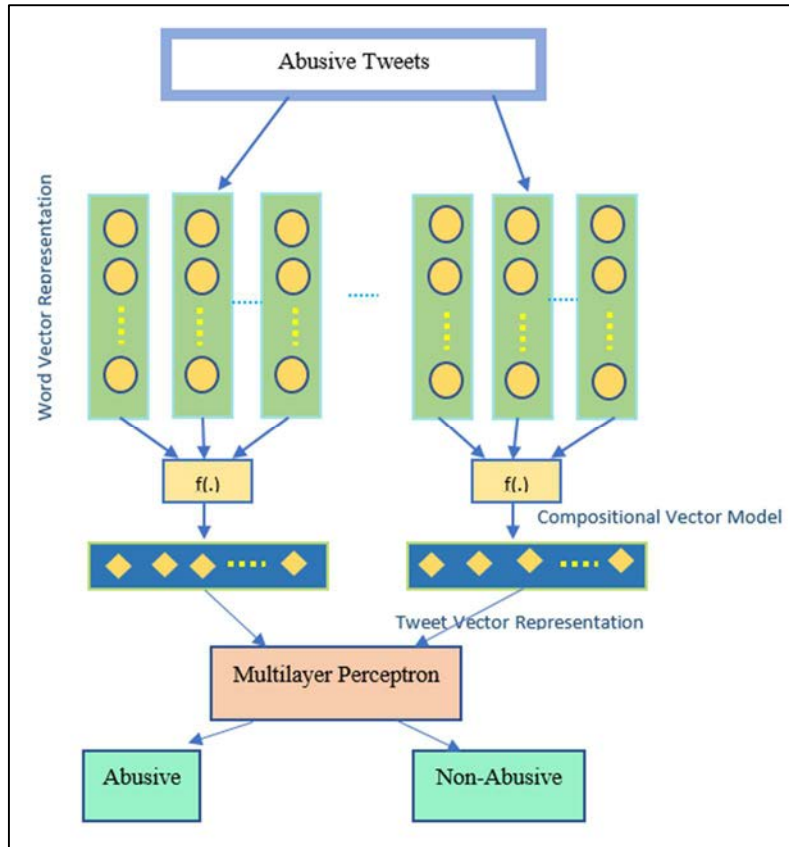 Abusive Tweets
Word Vector Representation
f(.)
f(.)
Compositional Vector Model
Tweet Vector Representation
Multilayer Perceptron
Abusive
Non-Abusive